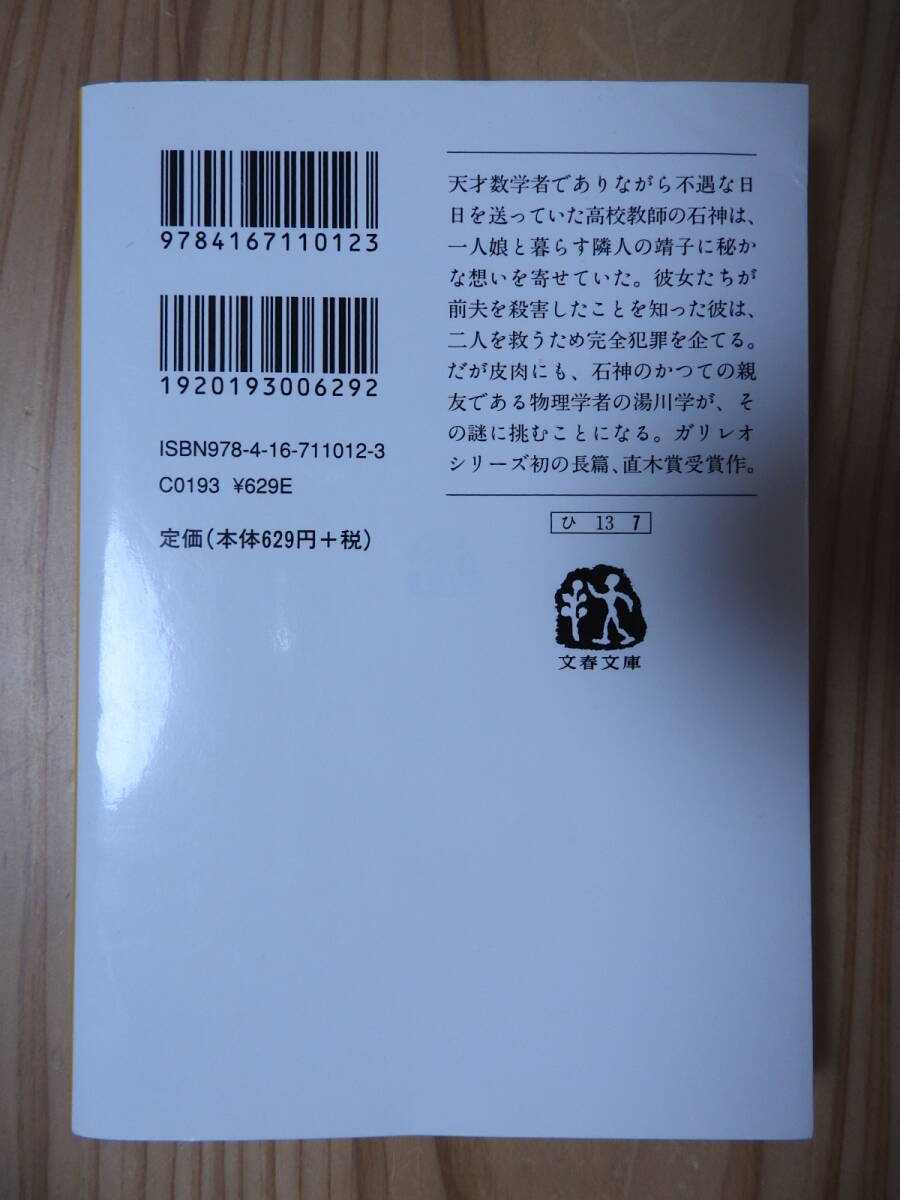 9784167110123
1920193006292
ISBN978-4-16-711012-3
C0193 ¥629E
定価(本体629円+税)
天才数学者でありながら不遇な日
日を送っていた高校教師の石神は、
一人娘と暮らす隣人の靖子に秘か
な想いを寄せていた。彼女たちが
前夫を殺害したことを知った彼は、
二人を救うため完全犯罪を企てる。
だが皮肉にも、石神のかつての親
友である物理学者の湯川学が、そ
の謎に挑むことになる。ガリレオ
シリーズ初の長篇、直木賞受賞作。
ひ 13 7
文春文庫